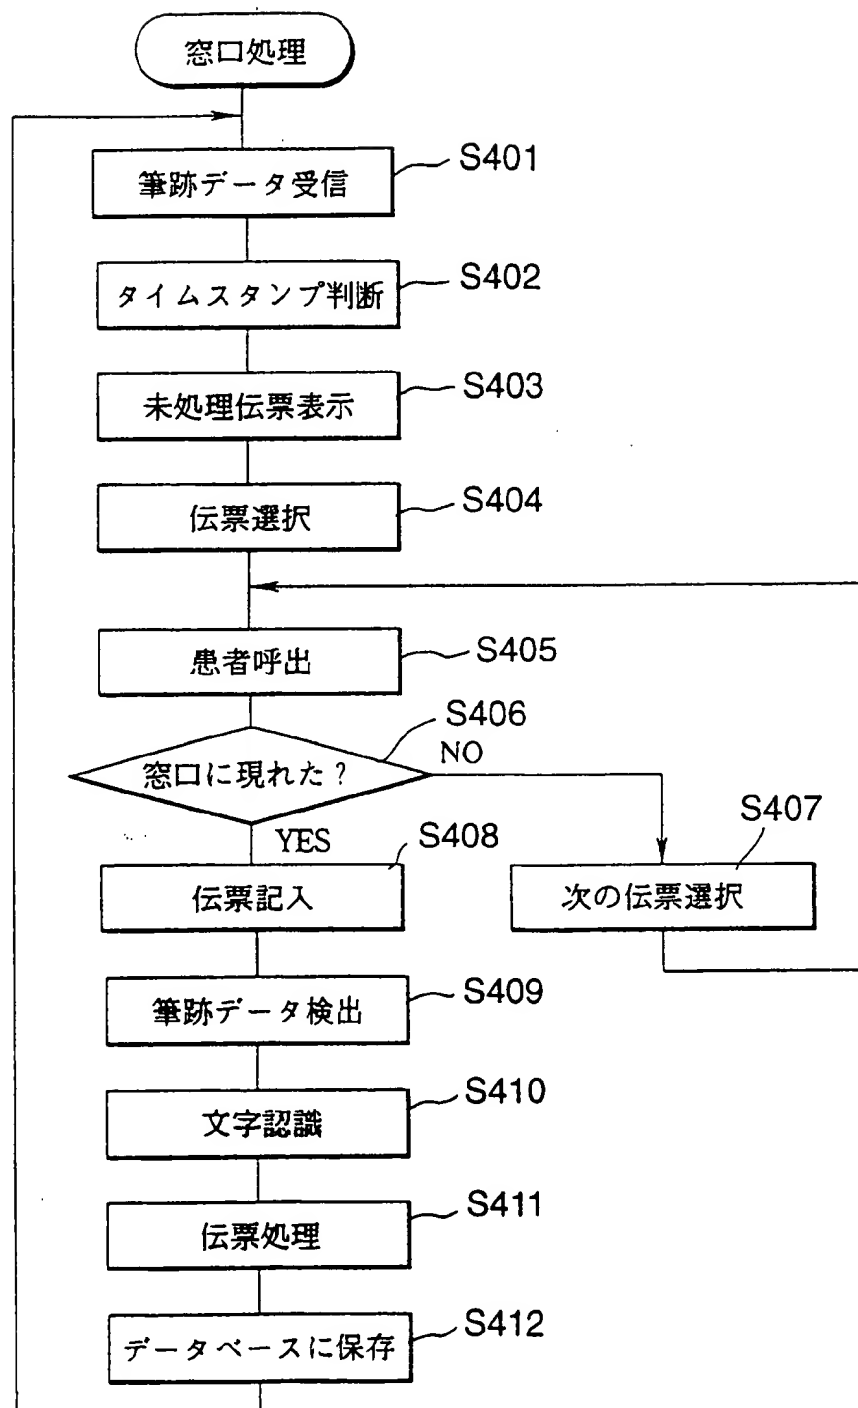 窓口処理
筆跡データ受信
S401
タイムスタンプ判断
S402
未処理伝票表示
S403
伝票選択
S404
患者呼出
S405
窓口に現れた?
S406
NO
YES
次の伝票選択
S407
伝票記入
S408
筆跡データ検出
S409
文字認識
S410
伝票処理
S411
データベースに保存
S412